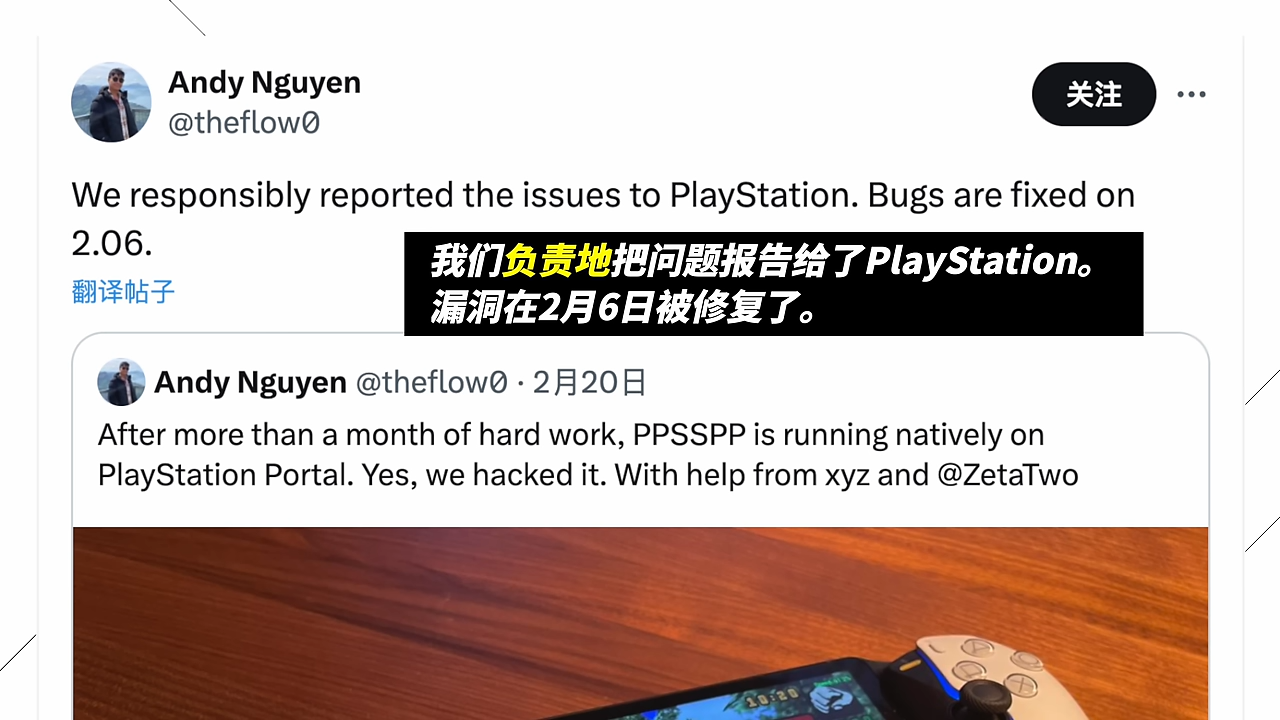 Andy Nguyen
@theflow0
关注
We responsibly reported the issues to PlayStation. Bugs are fixed on
2.06.
我们负责地把问题报告给了PlayStation。
漏洞在2月6日被修复了。
翻译帖子
Andy Nguyen @theflow0 · 2月20日
After more than a month of hard work, PPSSPP is running natively on
PlayStation Portal. Yes, we hacked it. With help from xyz and @ZetaTwo
10:20